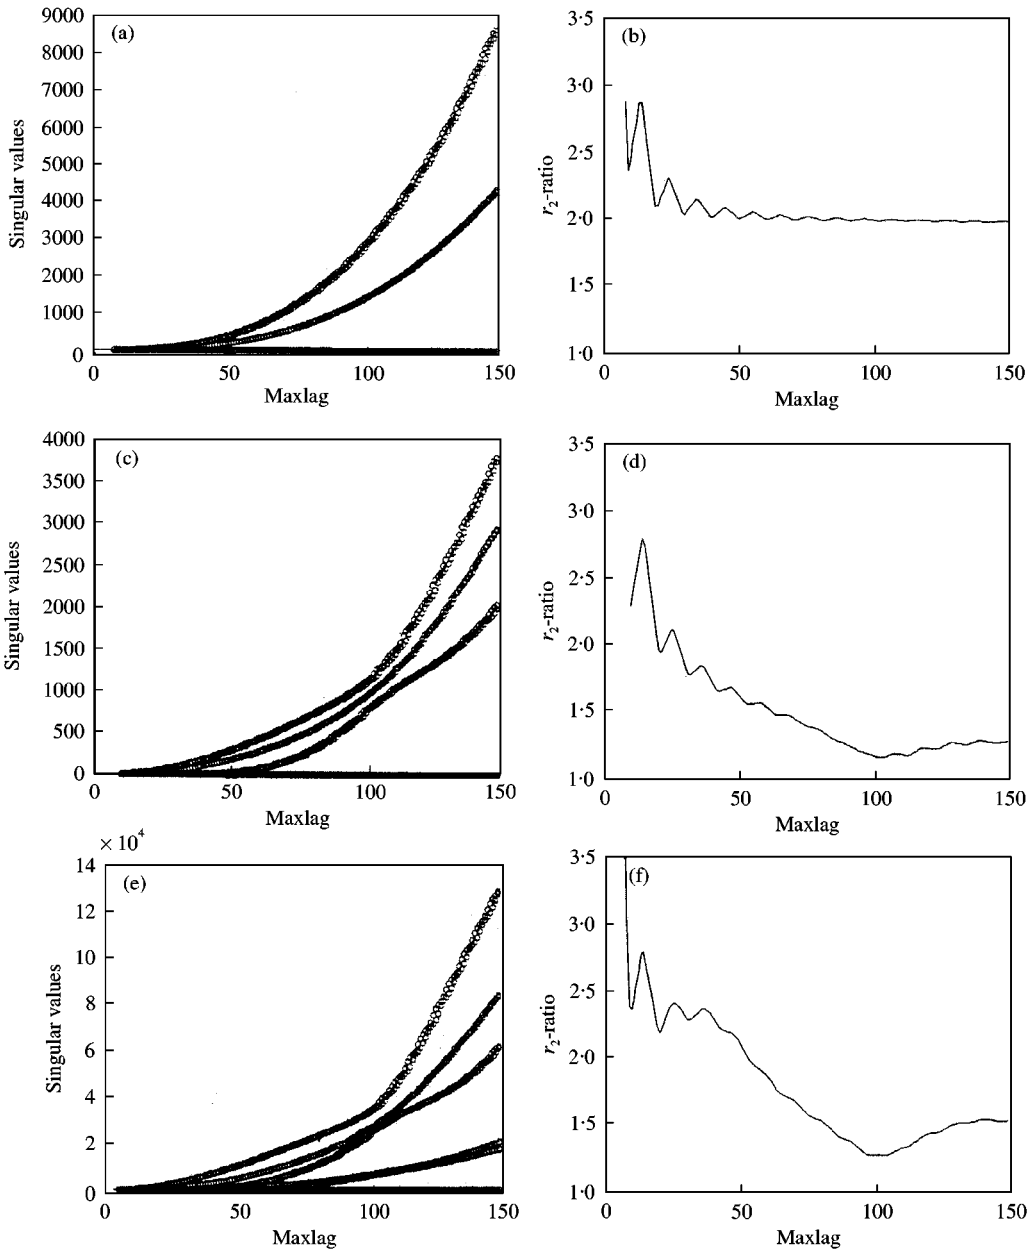 (a)
Singular values
9000
8000
7000
6000
5000
4000
3000
2000
1000
0
0 50 100 150
Maxlag
(b)
r₂-ratio
3·5
3·0
2·5
2·0
1·5
1·0
0 50 100 150
Maxlag
(c)
Singular values
4000
3500
3000
2500
2000
1500
1000
500
0
0 50 100 150
Maxlag
(d)
r₂-ratio
3·5
3·0
2·5
2·0
1·5
1·0
0 50 100 150
Maxlag
× 10⁴
(e)
Singular values
14
12
10
8
6
4
2
0
0 50 100 150
Maxlag
(f)
r₂-ratio
3·5
3·0
2·5
2·0
1·5
1·0
0 50 100 150
Maxlag